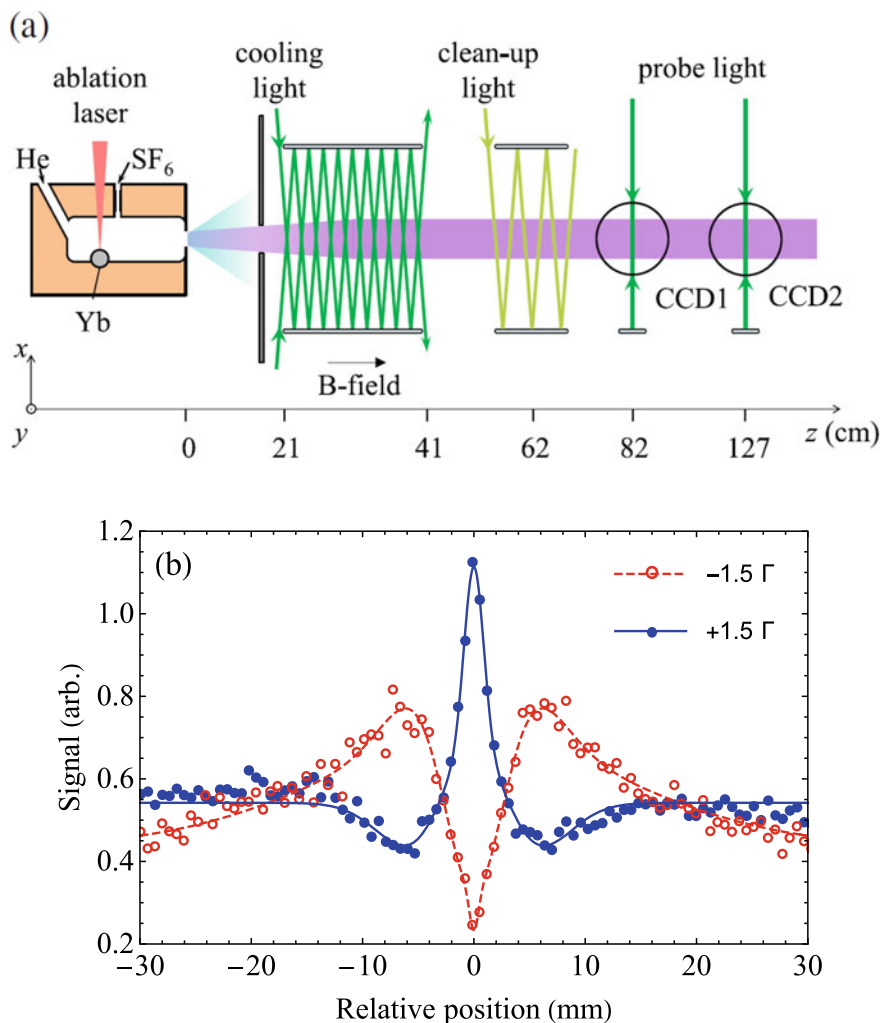 (a)
cooling
light
clean-up
light
probe light
ablation
laser
He
SF₆
Yb
CCD1
CCD2
B-field
x
y
0
21
41
62
82
127
z (cm)
(b)
−1.5 Γ
+1.5 Γ
Signal (arb.)
1.2
1.0
0.8
0.6
0.4
0.2
−30
−20
−10
0
10
20
30
Relative position (mm)